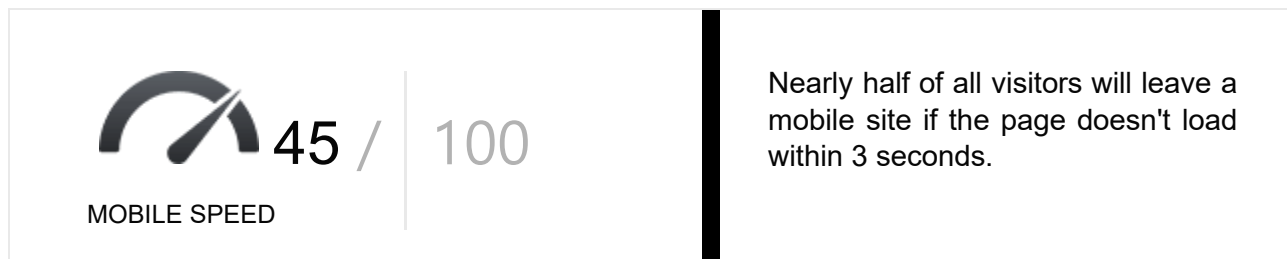 45 / 100
MOBILE SPEED
Nearly half of all visitors will leave a
mobile site if the page doesn't load
within 3 seconds.